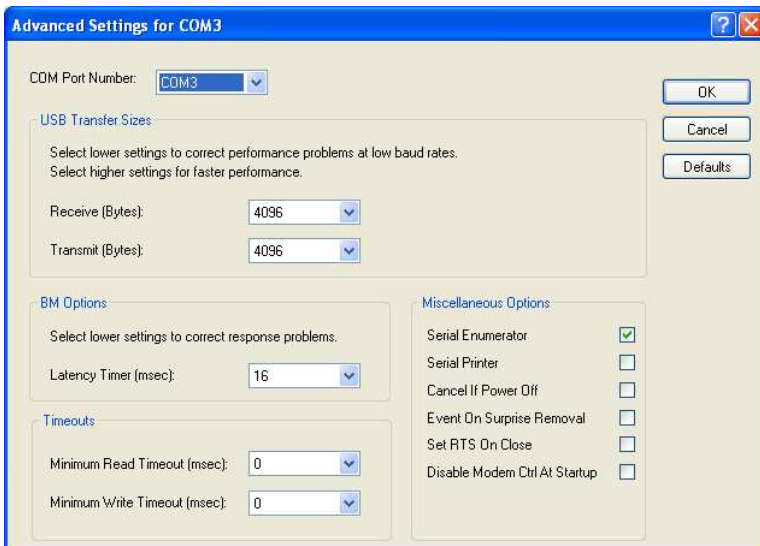 Advanced Settings for COM3
COM Port Number: COM3
OK
Cancel
Defaults
USB Transfer Sizes
Select lower settings to correct performance problems at low baud rates.
Select higher settings for faster performance.
Receive (Bytes): 4096
Transmit (Bytes): 4096
BM Options
Select lower settings to correct response problems.
Latency Timer (msec): 16
Timeouts
Minimum Read Timeout (msec): 0
Minimum Write Timeout (msec): 0
Miscellaneous Options
Serial Enumerator
Serial Printer
Cancel If Power Off
Event On Surprise Removal
Set RTS On Close
Disable Modem Ctrl At Startup